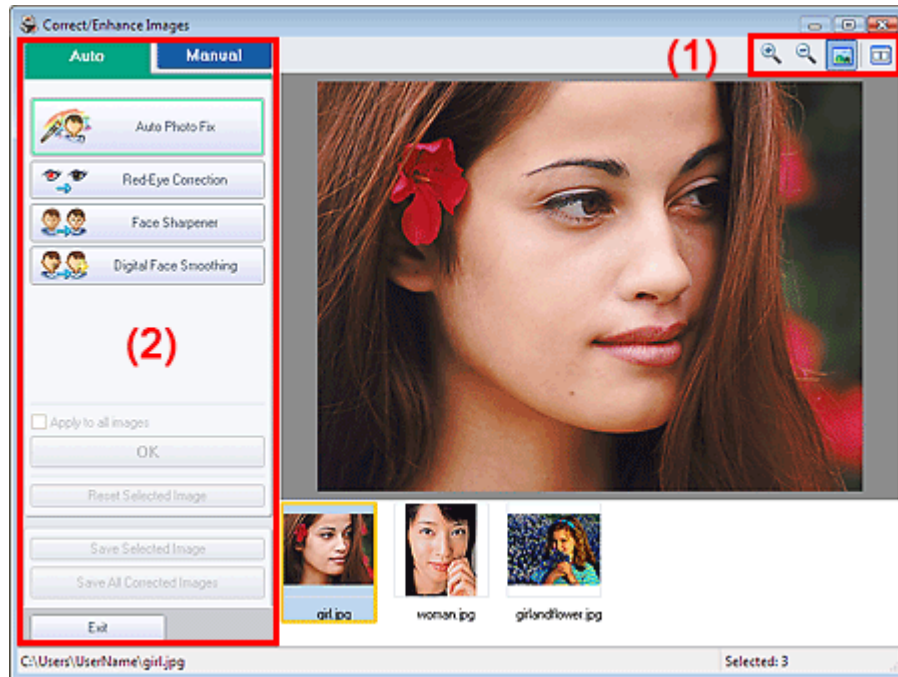 Correct/Enhance Images
Auto Manual
(1)
Auto Photo Fix
Red-Eye Correction
Face Sharpener
Digital Face Smoothing
(2)
Apply to all images
OK
Reset Selected Image
Save Selected Image
Save All Corrected Images
Exit
girl.jpg woman.jpg girlandflower.jpg
C:\Users\UserName\girl.jpg Selected: 3